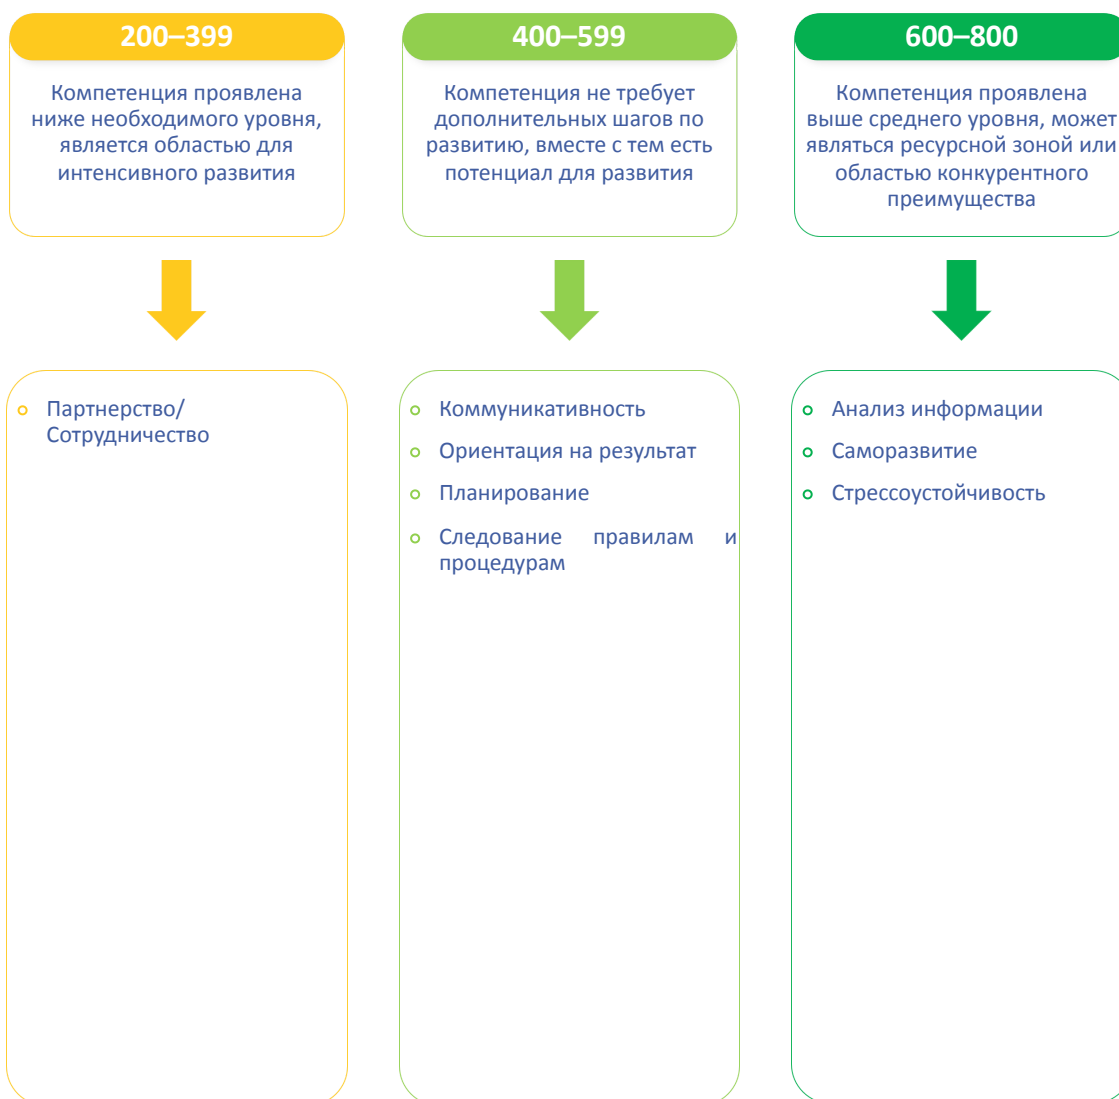 200–399
Компетенция проявлена
ниже необходимого уровня,
является областью для
интенсивного развития
400–599
Компетенция не требует
дополнительных шагов по
развитию, вместе с тем есть
потенциал для развития
600–800
Компетенция проявлена
выше среднего уровня, может
являться ресурсной зоной или
областью конкурентного
преимущества
Партнерство/
Сотрудничество
Коммуникативность
Ориентация на результат
Планирование
Следование правилам и
процедурам
Анализ информации
Саморазвитие
Стрессоустойчивость